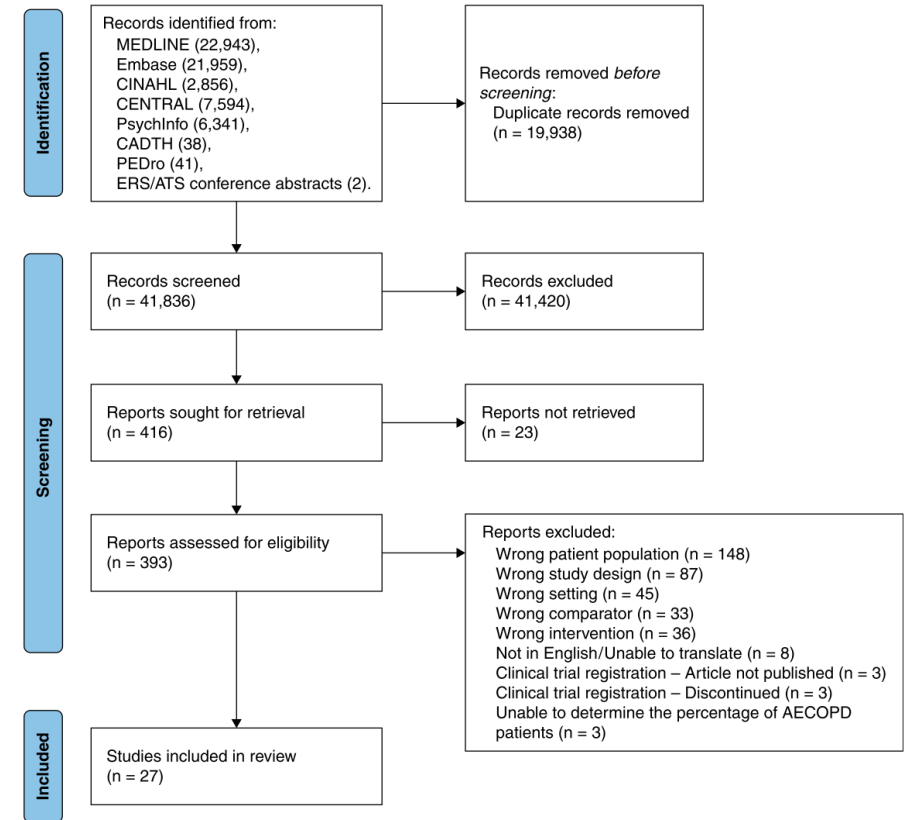 Identification
Records identified from:
MEDLINE (22,943),
Embase (21,959),
CINAHL (2,856),
CENTRAL (7,594),
PsychInfo (6,341),
CADTH (38),
PEDro (41),
ERS/ATS conference abstracts (2).
Records removed before
screening:
Duplicate records removed
(n = 19,938)
Screening
Records screened
(n = 41,836)
Records excluded
(n = 41,420)
Reports sought for retrieval
(n = 416)
Reports not retrieved
(n = 23)
Reports assessed for eligibility
(n = 393)
Reports excluded:
Wrong patient population (n = 148)
Wrong study design (n = 87)
Wrong setting (n = 45)
Wrong comparator (n = 33)
Wrong intervention (n = 36)
Not in English/Unable to translate (n = 8)
Clinical trial registration – Article not published (n = 3)
Clinical trial registration – Discontinued (n = 3)
Unable to determine the percentage of AECOPD
patients (n = 3)
Included
Studies included in review
(n = 27)